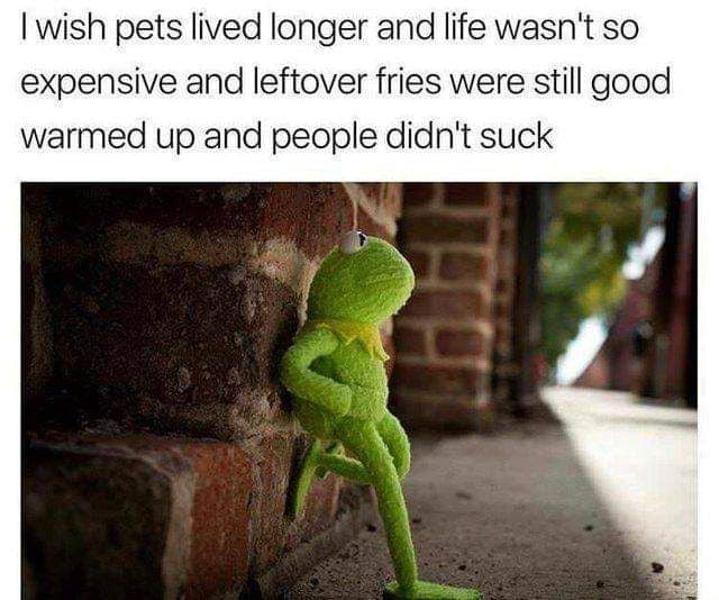 I wish pets lived longer and life wasn't so
expensive and leftover fries were still good
warmed up and people didn't suck